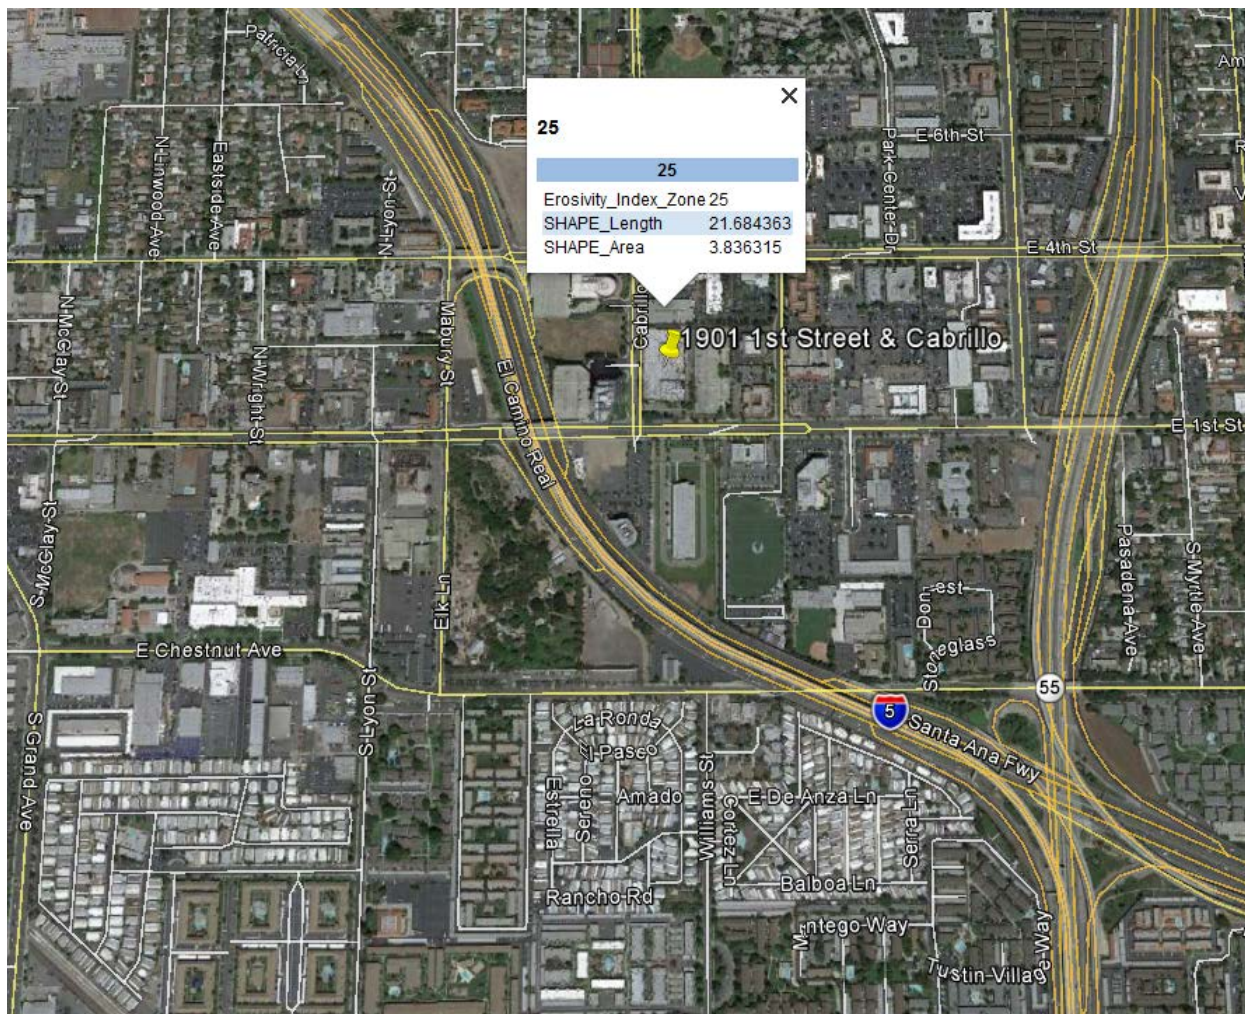 Patricia Ln
N Linwood Ave
Eastside Ave
N Lyon St
25
25
Erosivity_Index_Zone 25
SHAPE_Length 21.684363
SHAPE_Area 3.836315
Park Center Dr
E 6th St
Am
R
V
E 4th St
N McClay St
N Wright St
Mabury St
El Camino Real
Cabrillo
1901 1st Street & Cabrillo
E 1st St
S McClay St
Elk Ln
Pasadena Ave
S Myrtle Ave
E Chestnut Ave
S Lyon St
S Grand Ave
Stoneglass
55
5
Santa Ana Fwy
La Ronda
El Paseo
Estrella
Sereno
Amado
Williams St
Cortez Ln
E De Anza Ln
Serra Ln
Rancho Rd
Balboa Ln
Tustin Village Way